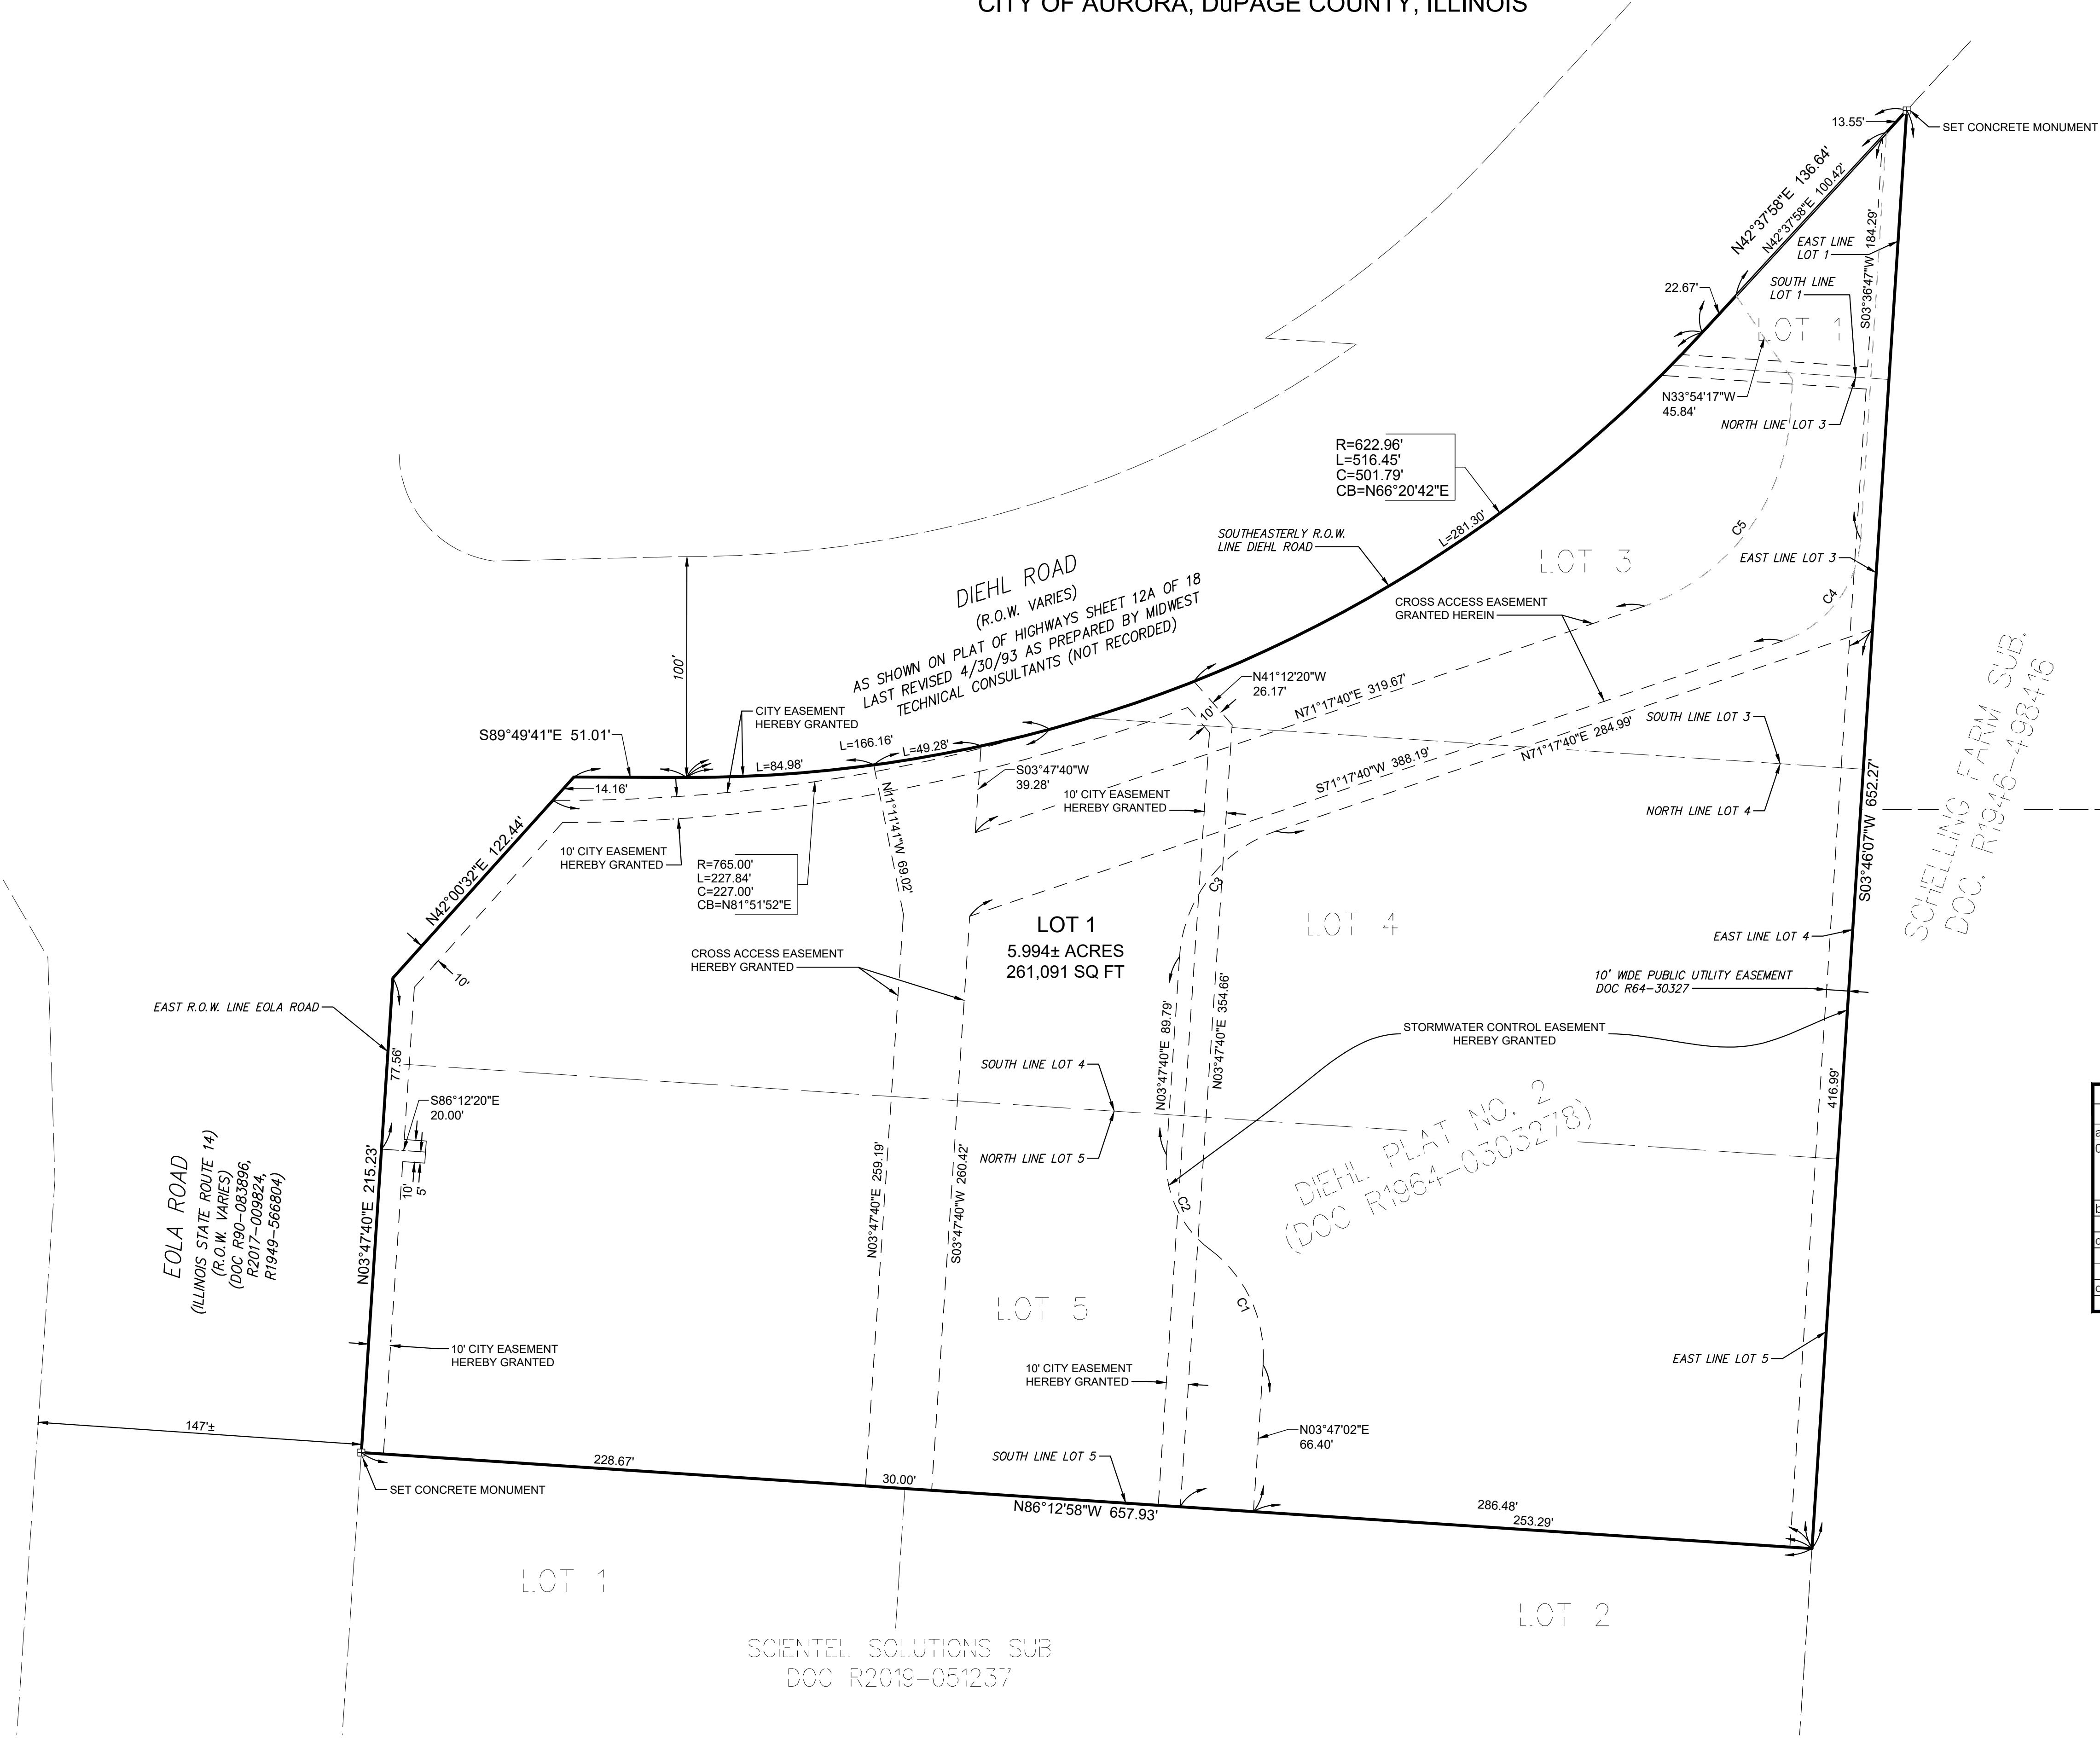 CITY OF AURORA, DuPAGE COUNTY, ILLINOIS
13.55'
SET CONCRETE MONUMENT
N42°37'58"E 136.64'
N42°37'58"E 100.42'
EAST LINE
LOT 1
S03°36'47"W 184.29'
SOUTH LINE
LOT 1
22.67'
LOT 1
N33°54'17"W
45.84'
NORTH LINE LOT 3
R=622.96'
L=516.45'
C=501.79'
CB=N66°20'42"E
L=281.30'
SOUTHEASTERLY R.O.W.
LINE DIEHL ROAD
LOT 3
C5
EAST LINE LOT 3
C4
CROSS ACCESS EASEMENT
GRANTED HEREIN
DIEHL ROAD
(R.O.W. VARIES)
AS SHOWN ON PLAT OF HIGHWAYS SHEET 12A OF 18
LAST REVISED 4/30/93 AS PREPARED BY MIDWEST
TECHNICAL CONSULTANTS (NOT RECORDED)
100'
CITY EASEMENT
HEREBY GRANTED
S89°49'41"E 51.01'
L=166.16'
L=84.98'
L=49.28'
14.16'
N41°12'20"W
26.17'
10'
N71°17'40"E 319.67'
SOUTH LINE LOT 3
S71°17'40"W 388.19'
N71°17'40"E 284.99'
NORTH LINE LOT 4
S03°47'40"W
39.28'
10' CITY EASEMENT
HEREBY GRANTED
N11°11'41"W 69.02'
S03°46'07"W 652.27'
SCHELLING FARM SUB.
DOC. R1946-498416
N42°00'32"E 122.44'
10' CITY EASEMENT
HEREBY GRANTED
R=765.00'
L=227.84'
C=227.00'
CB=N81°51'52"E
C3
LOT 1
5.994± ACRES
261,091 SQ FT
LOT 4
EAST LINE LOT 4
CROSS ACCESS EASEMENT
HEREBY GRANTED
10'
10' WIDE PUBLIC UTILITY EASEMENT
DOC R64-30327
EAST R.O.W. LINE EOLA ROAD
STORMWATER CONTROL EASEMENT
HEREBY GRANTED
77.56'
SOUTH LINE LOT 4
N03°47'40"E 89.79'
N03°47'40"E 354.66'
416.99'
S86°12'20"E
20.00'
10'
5'
NORTH LINE LOT 5
DIEHL PLAT NO. 2
(DOC R1964-0303278)
EOLA ROAD
(ILLINOIS STATE ROUTE 14)
(R.O.W. VARIES)
(DOC R90-083896,
R2017-009824,
R1949-566804)
N03°47'40"E 215.23'
N03°47'40"E 259.19'
S03°47'40"W 260.42'
C2
C1
LOT 5
10' CITY EASEMENT
HEREBY GRANTED
10' CITY EASEMENT
HEREBY GRANTED
EAST LINE LOT 5
147'±
228.67'
30.00'
SOUTH LINE LOT 5
N03°47'02"E
66.40'
SET CONCRETE MONUMENT
N86°12'58"W 657.93'
286.48'
253.29'
LOT 1
LOT 2
SCIENTEL SOLUTIONS SUB
DOC R2019-051237